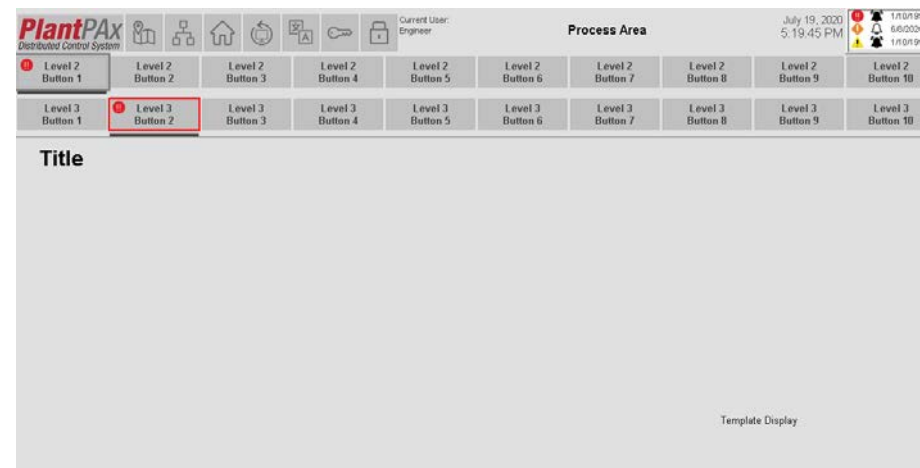 PlantPAx
Distributed Control System
Current User:
Engineer
Process Area
July 19, 2020
5:19:45 PM
Level 2
Button 1
Level 2
Button 2
Level 2
Button 3
Level 2
Button 4
Level 2
Button 5
Level 2
Button 6
Level 2
Button 7
Level 2
Button 8
Level 2
Button 9
Level 2
Button 10
Level 3
Button 1
Level 3
Button 2
Level 3
Button 3
Level 3
Button 4
Level 3
Button 5
Level 3
Button 6
Level 3
Button 7
Level 3
Button 8
Level 3
Button 9
Level 3
Button 10
Title
Template Display